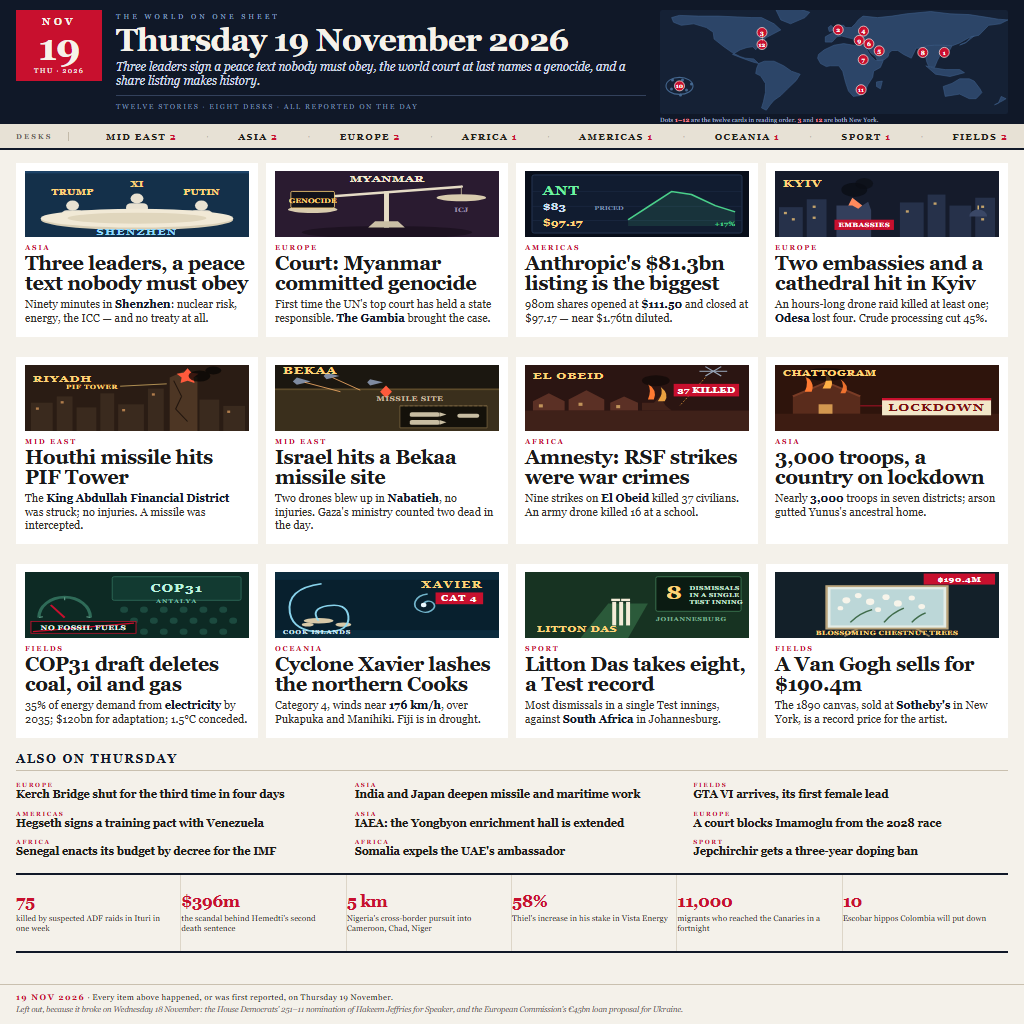 NOV
19
THU · 2026
THE WORLD ON ONE SHEET
Thursday 19 November 2026
Three leaders sign a peace text nobody must obey, the world court at last names a genocide, and a
share listing makes history.
TWELVE STORIES · EIGHT DESKS · ALL REPORTED ON THE DAY
3
12
2
4
9
6
5
7
8
1
10
11
Dots 1–12 are the twelve cards in reading order. 3 and 12 are both New York.
DESKS
MID EAST 2 · ASIA 2 · EUROPE 2 · AFRICA 1 · AMERICAS 1 · OCEANIA 1 · SPORT 1 · FIELDS 2
TRUMP
XI
PUTIN
SHENZHEN
ASIA
Three leaders, a peace
text nobody must obey
Ninety minutes in Shenzhen: nuclear risk,
energy, the ICC — and no treaty at all.
MYANMAR
GENOCIDE
ICJ
EUROPE
Court: Myanmar
committed genocide
First time the UN's top court has held a state
responsible. The Gambia brought the case.
ANT
$83
PRICED
$97.17
+17%
AMERICAS
Anthropic's $81.3bn
listing is the biggest
980m shares opened at $111.50 and closed at
$97.17 — near $1.76tn diluted.
KYIV
EMBASSIES
EUROPE
Two embassies and a
cathedral hit in Kyiv
An hours-long drone raid killed at least one;
Odesa lost four. Crude processing cut 45%.
RIYADH
PIF TOWER
MID EAST
Houthi missile hits
PIF Tower
The King Abdullah Financial District
was struck; no injuries. A missile was
intercepted.
BEKAA
MISSILE SITE
MID EAST
Israel hits a Bekaa
missile site
Two drones blew up in Nabatieh, no
injuries. Gaza's ministry counted two dead in
the day.
EL OBEID
37 KILLED
AFRICA
Amnesty: RSF strikes
were war crimes
Nine strikes on El Obeid killed 37 civilians.
An army drone killed 16 at a school.
CHATTOGRAM
LOCKDOWN
ASIA
3,000 troops, a
country on lockdown
Nearly 3,000 troops in seven districts; arson
gutted Yunus's ancestral home.
COP31
ANTALYA
NO FOSSIL FUELS
FIELDS
COP31 draft deletes
coal, oil and gas
35% of energy demand from electricity by
2035; $120bn for adaptation; 1.5°C conceded.
XAVIER
CAT 4
COOK ISLANDS
OCEANIA
Cyclone Xavier lashes
the northern Cooks
Category 4, winds near 176 km/h, over
Pukapuka and Manihiki. Fiji is in drought.
8
DISMISSALS
IN A SINGLE
TEST INNING
JOHANNESBURG
LITTON DAS
SPORT
Litton Das takes eight,
a Test record
Most dismissals in a single Test innings,
against South Africa in Johannesburg.
$190.4M
BLOSSOMING CHESTNUT TREES
FIELDS
A Van Gogh sells for
$190.4m
The 1890 canvas, sold at Sotheby's in New
York, is a record price for the artist.
ALSO ON THURSDAY
EUROPE
Kerch Bridge shut for the third time in four days
ASIA
India and Japan deepen missile and maritime work
FIELDS
GTA VI arrives, its first female lead
AMERICAS
Hegseth signs a training pact with Venezuela
ASIA
IAEA: the Yongbyon enrichment hall is extended
EUROPE
A court blocks Imamoglu from the 2028 race
AFRICA
Senegal enacts its budget by decree for the IMF
AFRICA
Somalia expels the UAE's ambassador
SPORT
Jepchirchir gets a three-year doping ban
75
killed by suspected ADF raids in Ituri in
one week
$396m
the scandal behind Hemedti's second
death sentence
5 km
Nigeria's cross-border pursuit into
Cameroon, Chad, Niger
58%
Thiel's increase in his stake in Vista Energy
11,000
migrants who reached the Canaries in a
fortnight
10
Escobar hippos Colombia will put down
19 NOV 2026 · Every item above happened, or was first reported, on Thursday 19 November.
Left out, because it broke on Wednesday 18 November: the House Democrats' 251–11 nomination of Hakeem Jeffries for Speaker, and the European Commission's €45bn loan proposal for Ukraine.